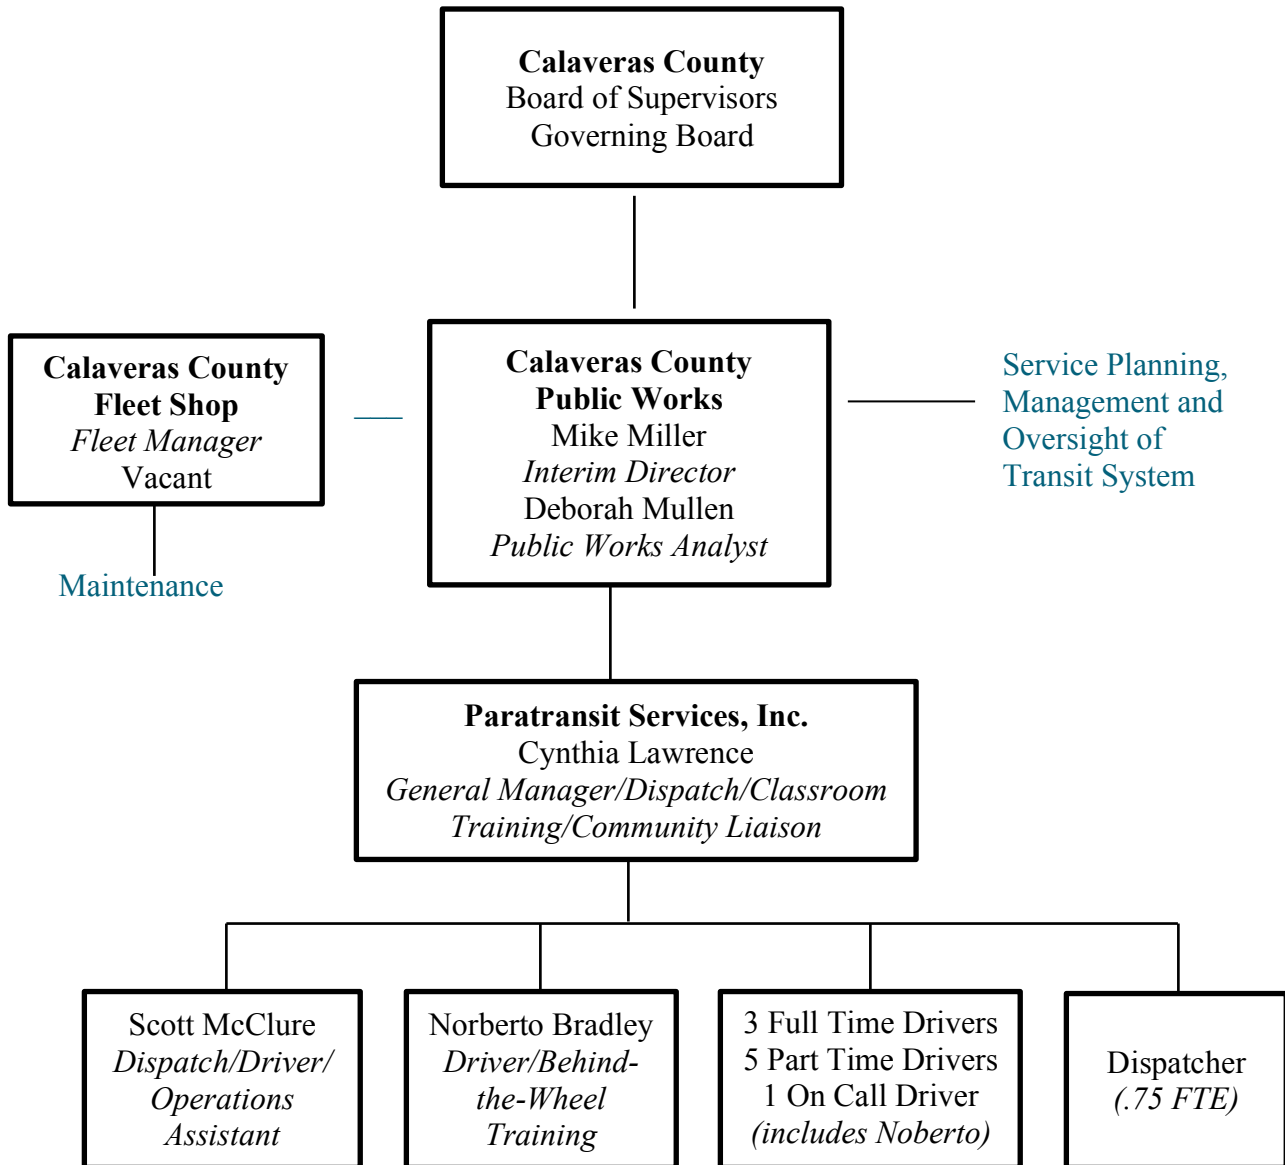 Calaveras County
Board of Supervisors
Governing Board
Calaveras County
Fleet Shop
Fleet Manager
Vacant
Maintenance
Calaveras County
Public Works
Mike Miller
Interim Director
Deborah Mullen
Public Works Analyst
Service Planning,
Management and
Oversight of
Transit System
Paratransit Services, Inc.
Cynthia Lawrence
General Manager/Dispatch/Classroom
Training/Community Liaison
Scott McClure
Dispatch/Driver/
Operations
Assistant
Norberto Bradley
Driver/Behind-
the-Wheel
Training
3 Full Time Drivers
5 Part Time Drivers
1 On Call Driver
(includes Noberto)
Dispatcher
(.75 FTE)